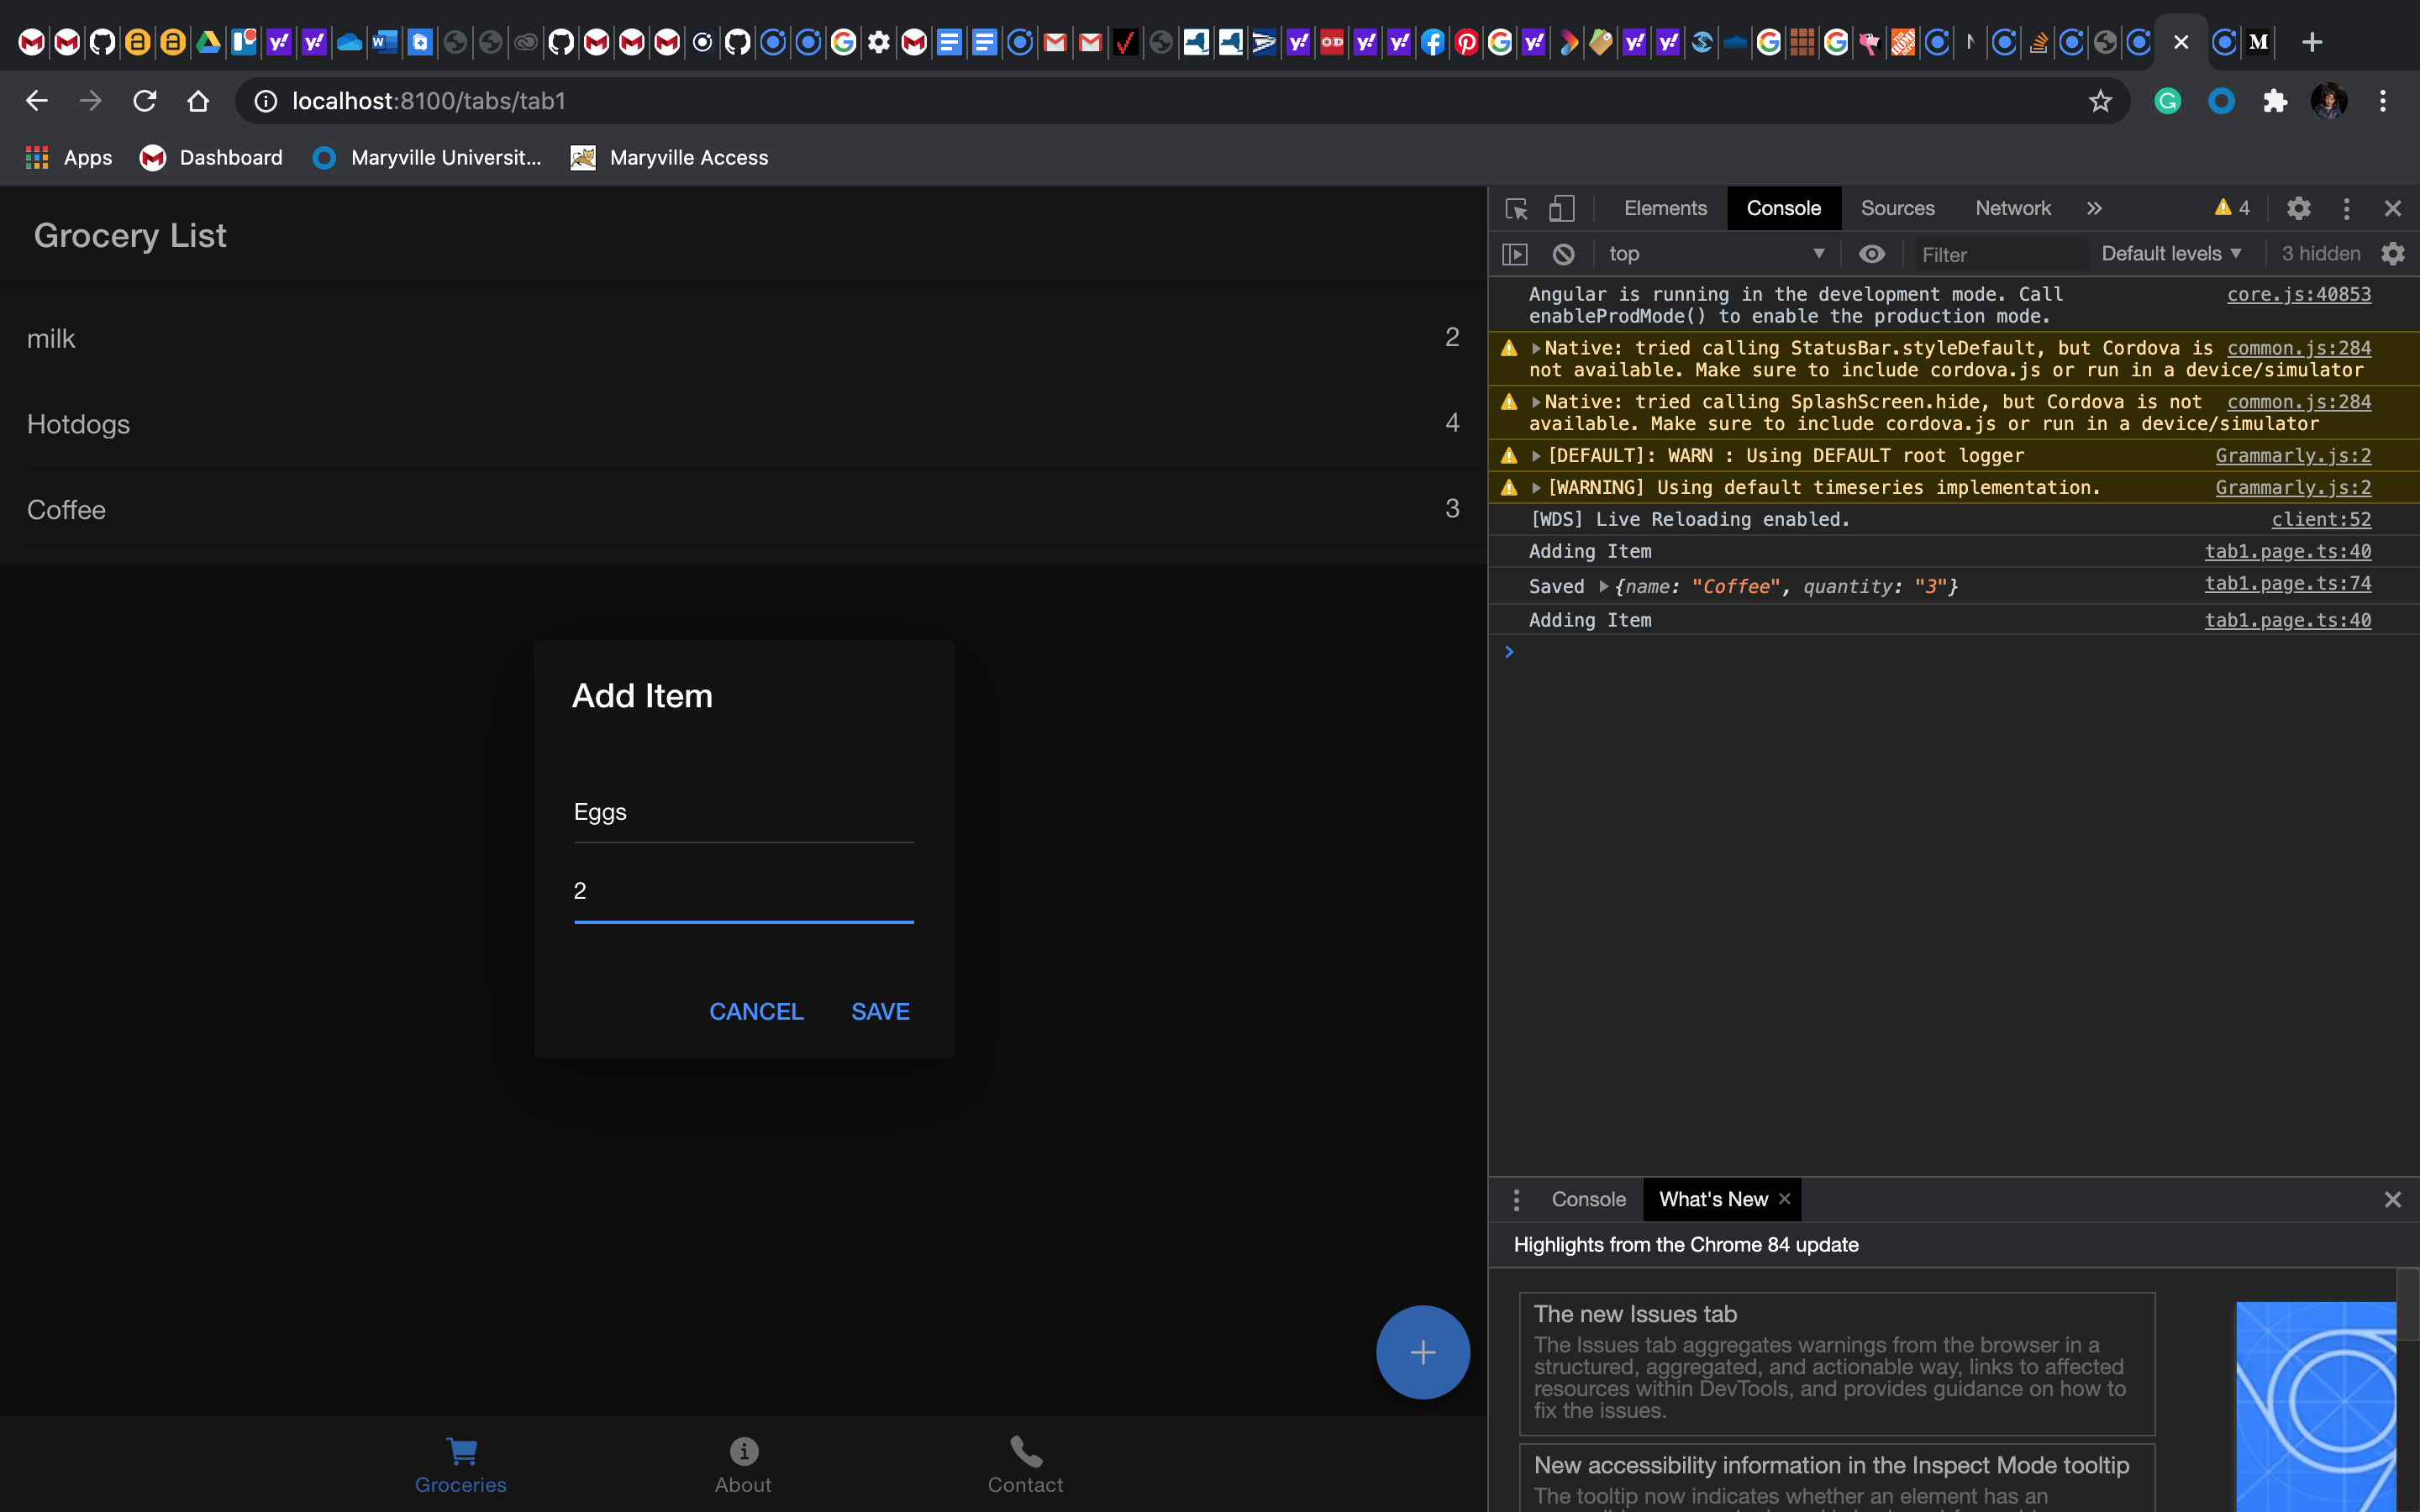 localhost:8100/tabs/tab1
Apps
Dashboard
Maryville Universit...
Maryville Access
Grocery List
milk
2
Hotdogs
4
Coffee
3
Add Item
Eggs
2
CANCEL
SAVE
Groceries
About
Contact
Elements
Console
Sources
Network
4
top
Filter
Default levels
3 hidden
Angular is running in the development mode. Call
core.js:40853
enableProdMode() to enable the production mode.
Native: tried calling StatusBar.styleDefault, but Cordova is
common.js:284
not available. Make sure to include cordova.js or run in a device/simulator
Native: tried calling SplashScreen.hide, but Cordova is not
common.js:284
available. Make sure to include cordova.js or run in a device/simulator
[DEFAULT]: WARN : Using DEFAULT root logger
Grammarly.js:2
[WARNING] Using default timeseries implementation.
Grammarly.js:2
[WDS] Live Reloading enabled.
client:52
Adding Item
tab1.page.ts:40
Saved {name: "Coffee", quantity: "3"}
tab1.page.ts:74
Adding Item
tab1.page.ts:40
Console
What's New
Highlights from the Chrome 84 update
The new Issues tab
The Issues tab aggregates warnings from the browser in a
structured, aggregated, and actionable way, links to affected
resources within DevTools, and provides guidance on how to
fix the issues.
New accessibility information in the Inspect Mode tooltip
The tooltip now indicates whether an element has an